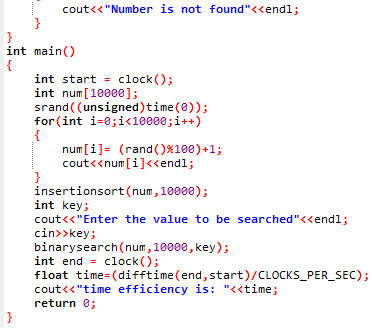 cout<<"Number is not found"<<endl;
}
}
int main()
{
int start = clock();
int num[10000];
srand((unsigned)time(0));
for(int i=0;i<10000;i++)
{
num[i]= (rand()%100)+1;
cout<<num[i]<<endl;
}
insertionsort(num,10000);
int key;
cout<<"Enter the value to be searched"<<endl;
cin>>key;
binarysearch(num,10000,key);
int end = clock();
float time=(difftime(end,start)/CLOCKS_PER_SEC);
cout<<"time efficiency is: "<<time;
return 0;
}